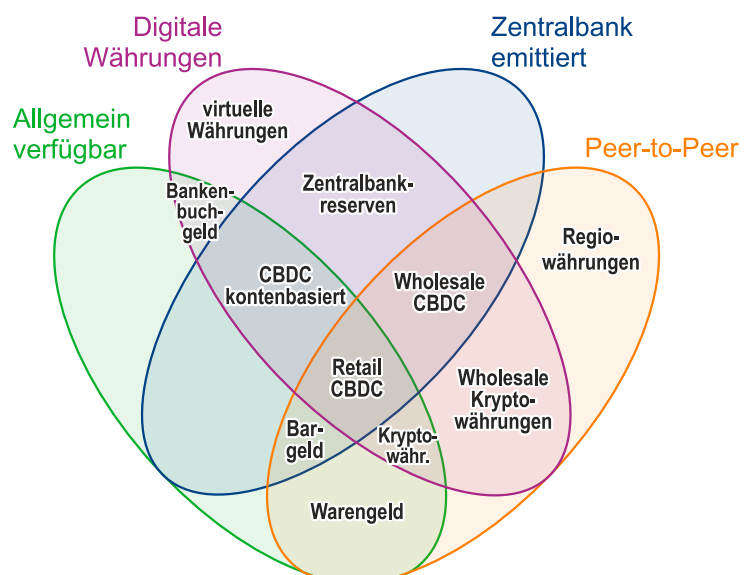 Digitale
Währungen
Zentralbank
emittiert
Allgemein
verfügbar
Peer-to-Peer
virtuelle
Währungen
Banken-
buch-
geld
Zentralbank-
reserven
Regio-
währungen
CBDC
kontenbasiert
Wholesale
CBDC
Retail
CBDC
Wholesale
Krypto-
währungen
Bar-
geld
Krypto-
währ.
Warengeld